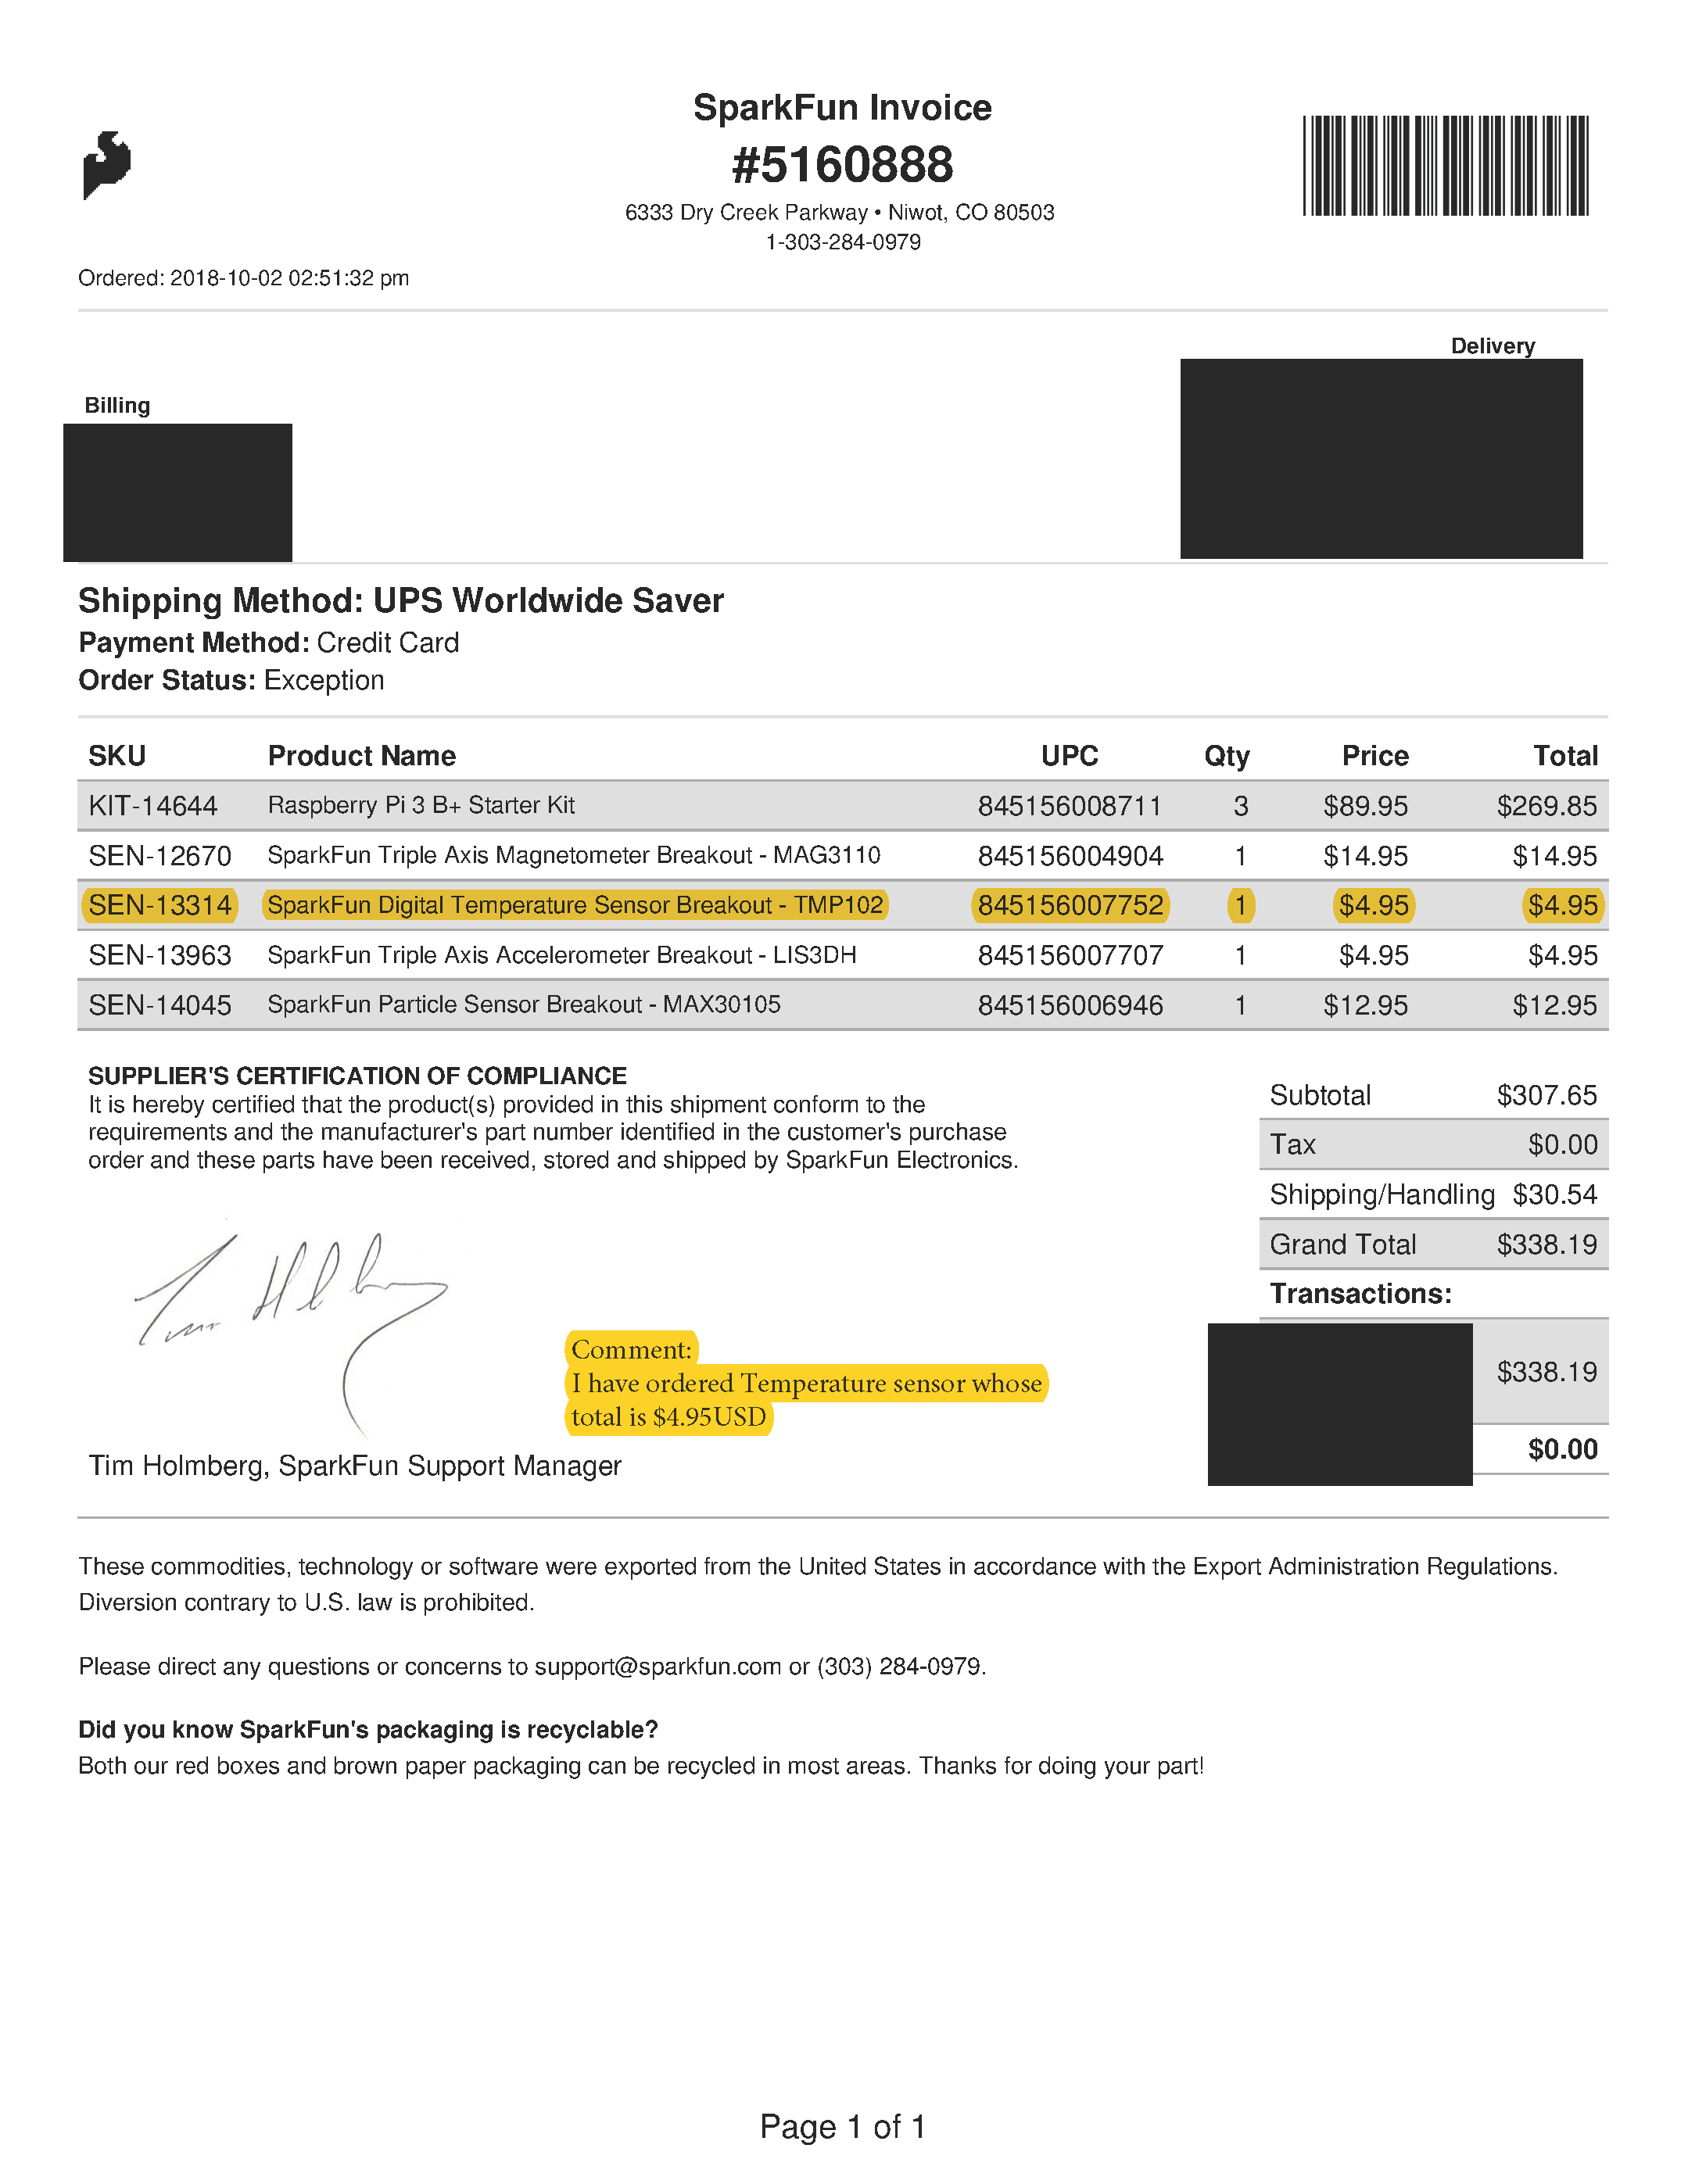 SparkFun Invoice
#5160888
6333 Dry Creek Parkway • Niwot, CO 80503
1-303-284-0979
Ordered: 2018-10-02 02:51:32 pm
Delivery
Billing
Shipping Method: UPS Worldwide Saver
Payment Method: Credit Card
Order Status: Exception
SKU Product Name UPC Qty Price Total
KIT-14644 Raspberry Pi 3 B+ Starter Kit 845156008711 3 $89.95 $269.85
SEN-12670 SparkFun Triple Axis Magnetometer Breakout - MAG3110 845156004904 1 $14.95 $14.95
SEN-13314 SparkFun Digital Temperature Sensor Breakout - TMP102 845156007752 1 $4.95 $4.95
SEN-13963 SparkFun Triple Axis Accelerometer Breakout - LIS3DH 845156007707 1 $4.95 $4.95
SEN-14045 SparkFun Particle Sensor Breakout - MAX30105 845156006946 1 $12.95 $12.95
SUPPLIER'S CERTIFICATION OF COMPLIANCE
It is hereby certified that the product(s) provided in this shipment conform to the
requirements and the manufacturer's part number identified in the customer's purchase
order and these parts have been received, stored and shipped by SparkFun Electronics.
Subtotal $307.65
Tax $0.00
Shipping/Handling $30.54
Grand Total $338.19
Transactions:
$338.19
$0.00
Comment:
I have ordered Temperature sensor whose
total is $4.95USD
Tim Holmberg, SparkFun Support Manager
These commodities, technology or software were exported from the United States in accordance with the Export Administration Regulations.
Diversion contrary to U.S. law is prohibited.
Please direct any questions or concerns to support@sparkfun.com or (303) 284-0979.
Did you know SparkFun's packaging is recyclable?
Both our red boxes and brown paper packaging can be recycled in most areas. Thanks for doing your part!
Page 1 of 1